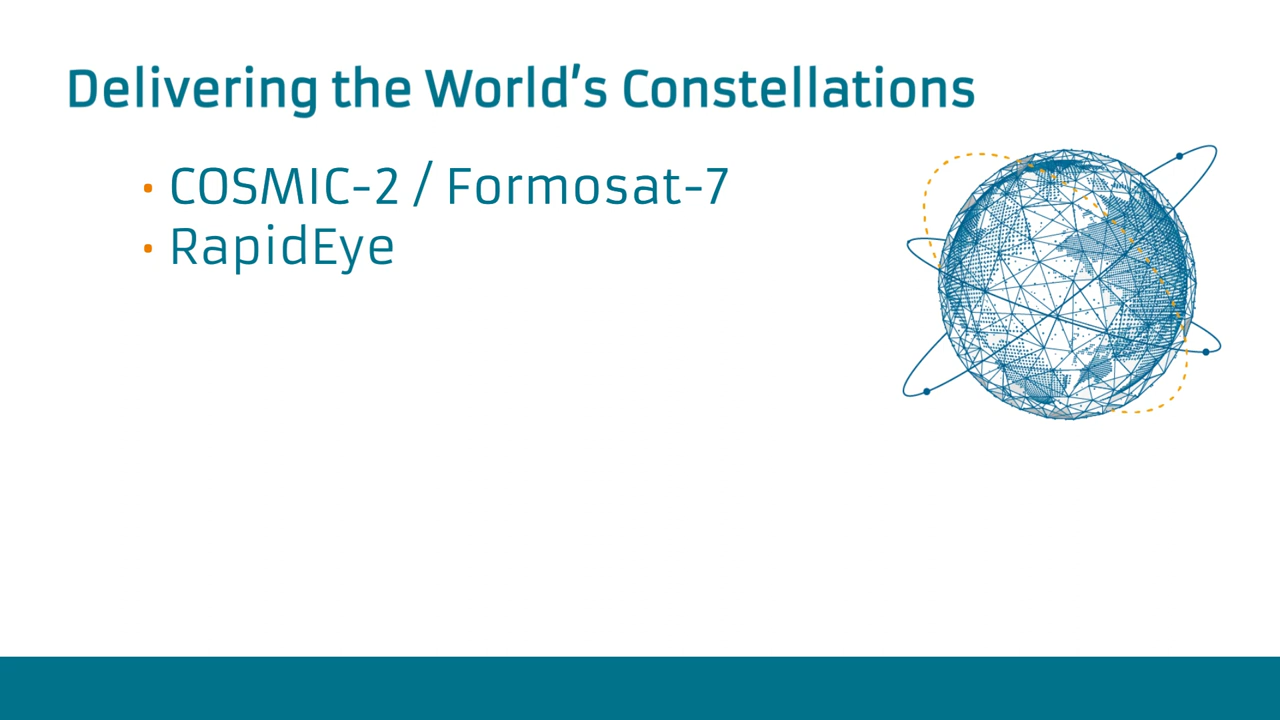 Delivering the World’s Constellations
• COSMIC-2 / Formosat-7
• RapidEye